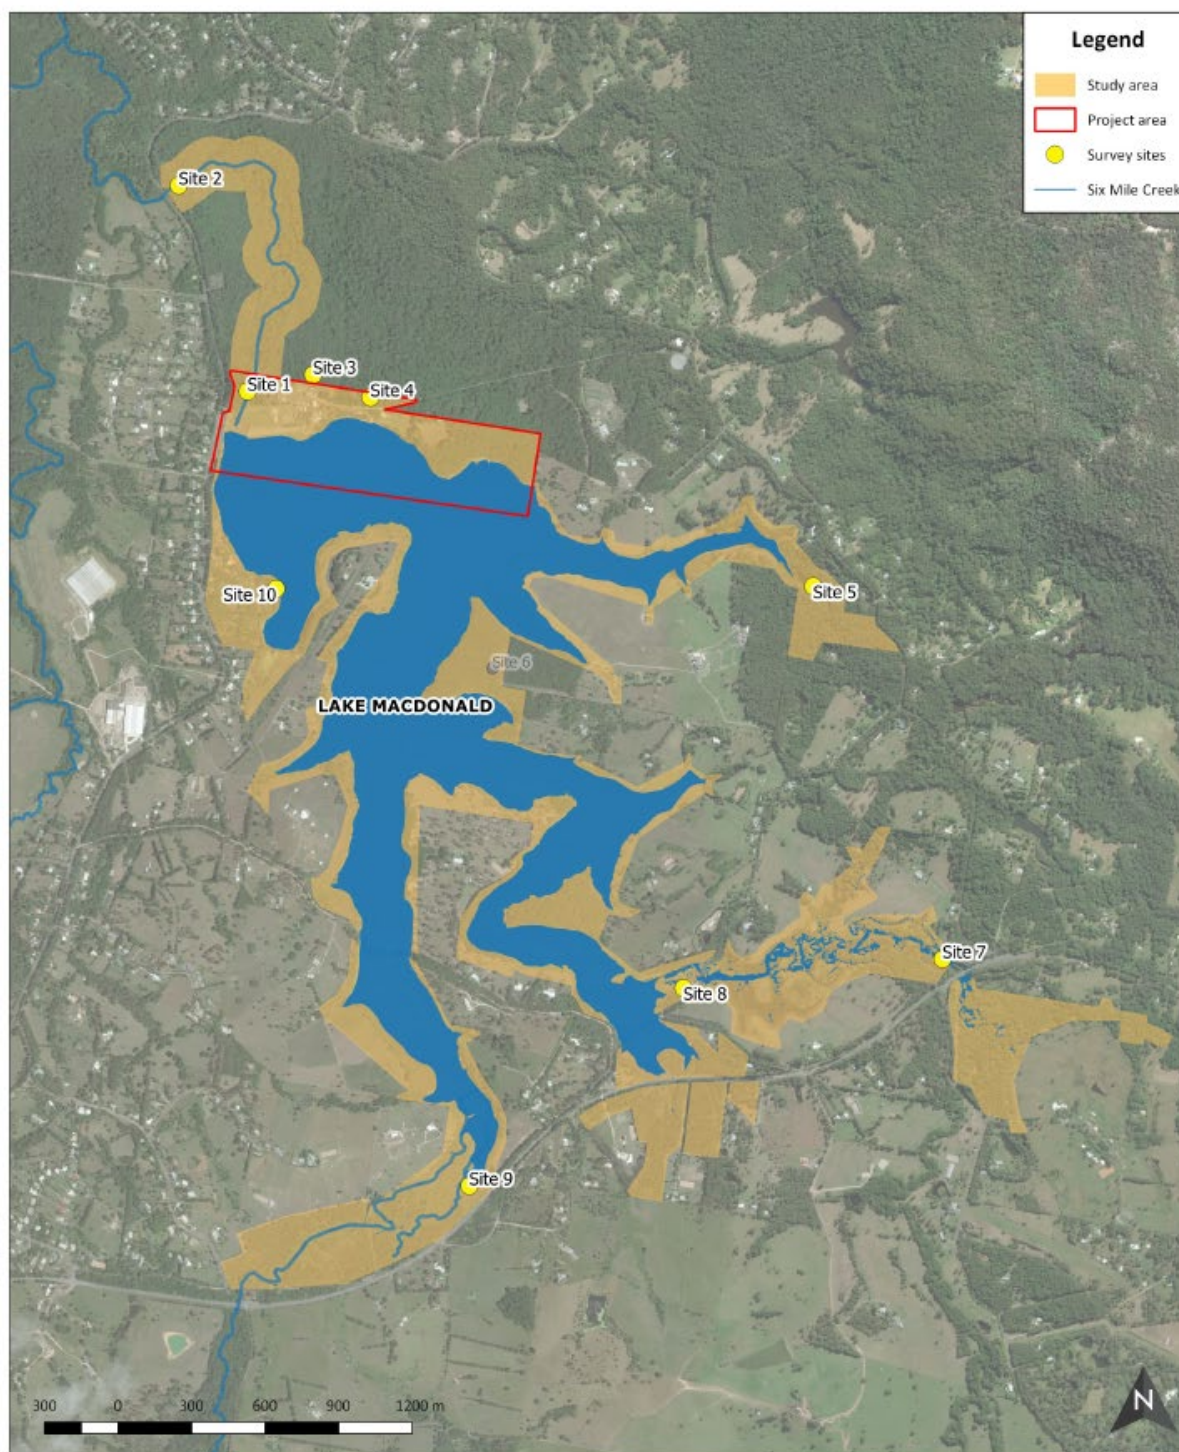 Legend
Study area
Project area
Survey sites
Six Mile Creek
Site 2
Site 3
Site 1
Site 4
Site 10
Site 5
Site 6
LAKE MACDONALD
Site 7
Site 8
Site 9
300 0 300 600 900 1200 m
N